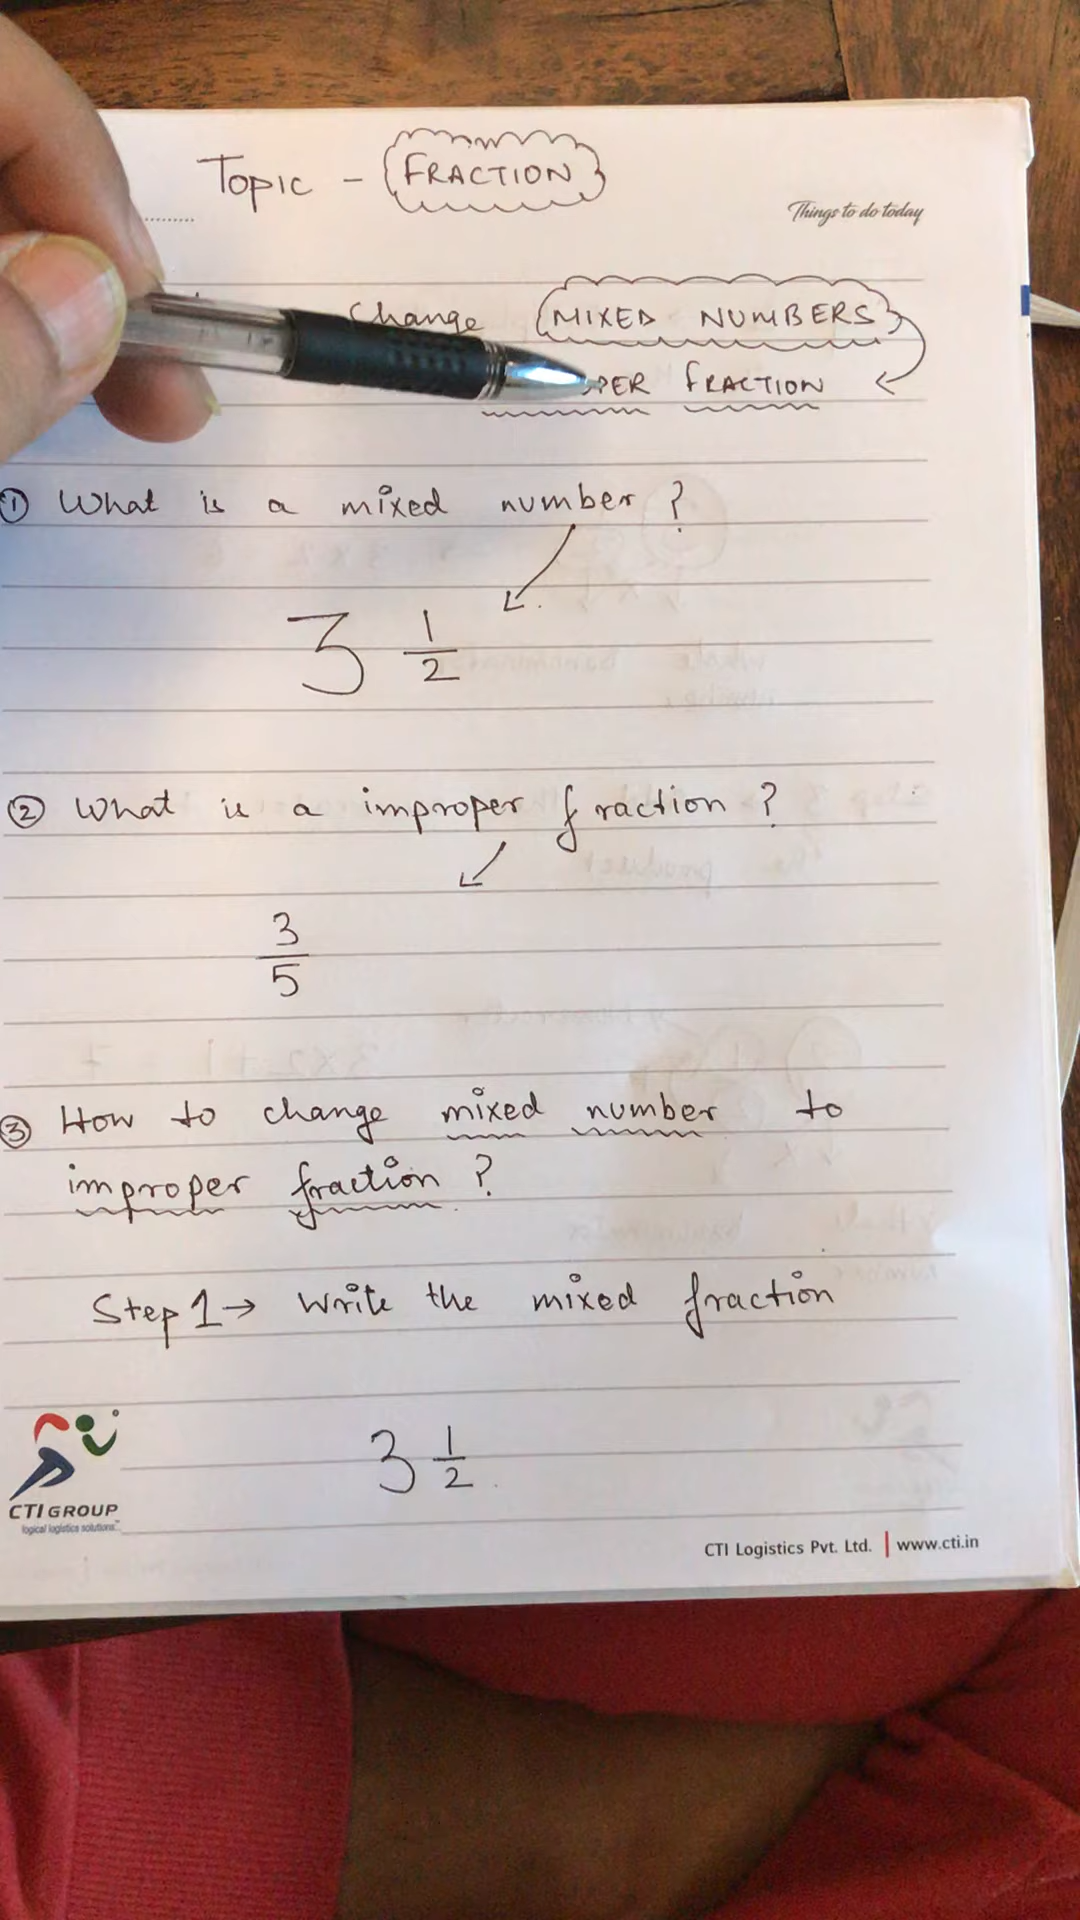 Topic - FRACTION
Things to do today
Change MIXED NUMBERS
PER FRACTION
① What is a mixed number ?
3 1/2
② What is a improper fraction ?
3/5
③ How to change mixed number to
improper fraction ?
Step 1 → Write the mixed fraction
3 1/2
CTI GROUP
logical logistics solutions
CTI Logistics Pvt. Ltd. | www.cti.in